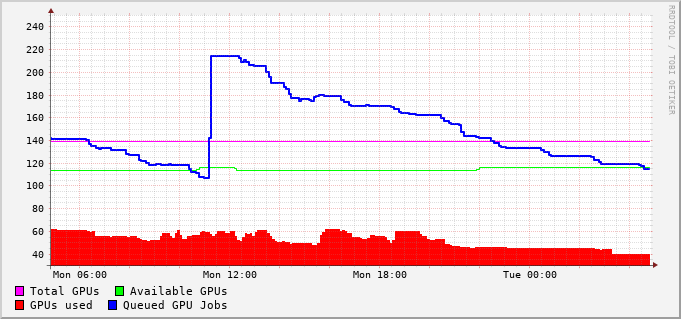 RRDTOOL / TOBI OETIKER
240
220
200
180
160
140
120
100
80
60
40
Mon 06:00 Mon 12:00 Mon 18:00 Tue 00:00
Total GPUs Available GPUs
GPUs used Queued GPU Jobs